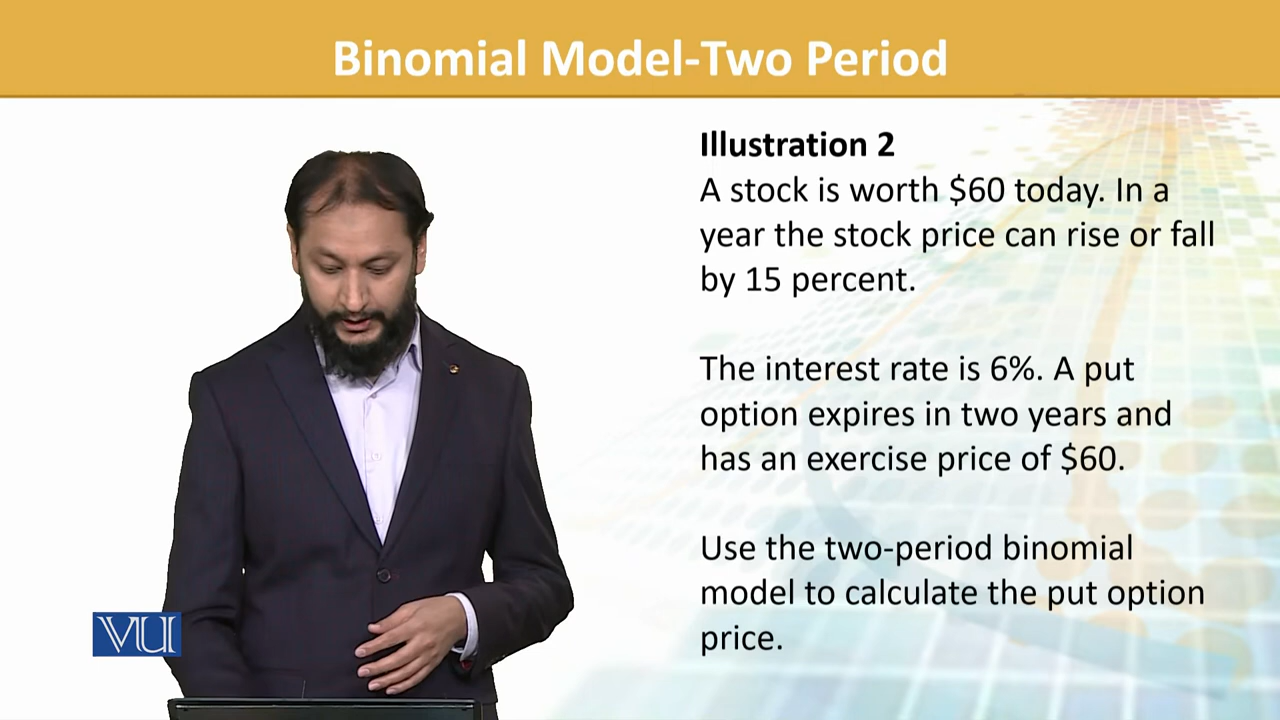 Binomial Model-Two Period
Illustration 2
A stock is worth $60 today. In a
year the stock price can rise or fall
by 15 percent.
The interest rate is 6%. A put
option expires in two years and
has an exercise price of $60.
Use the two-period binomial
model to calculate the put option
price.
VU